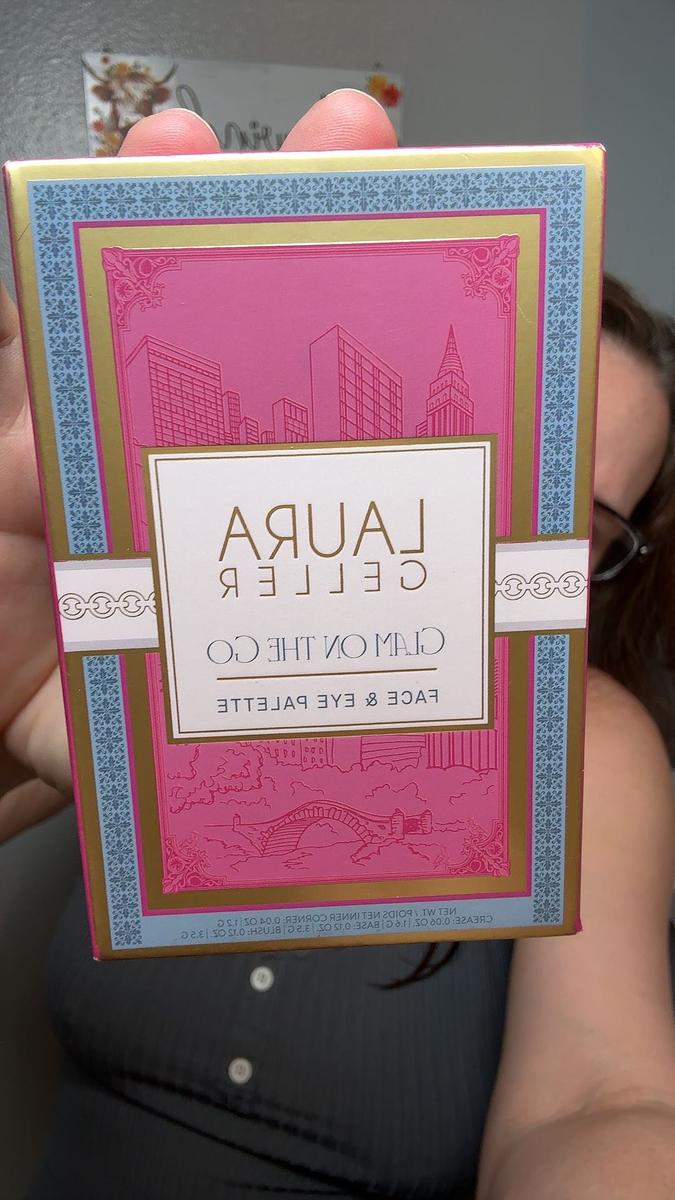 LAURA
GELLER
GLAM ON THE GO
FACE & EYE PALETTE
NET WT. / POIDS NET INNER CORNER: 0.04 OZ | 1.2 G
CREASE: 0.06 OZ. | 1.6 G | BASE: 0.12 OZ. | 3.5 G | BLUSH: 0.12 OZ. | 3.5 G